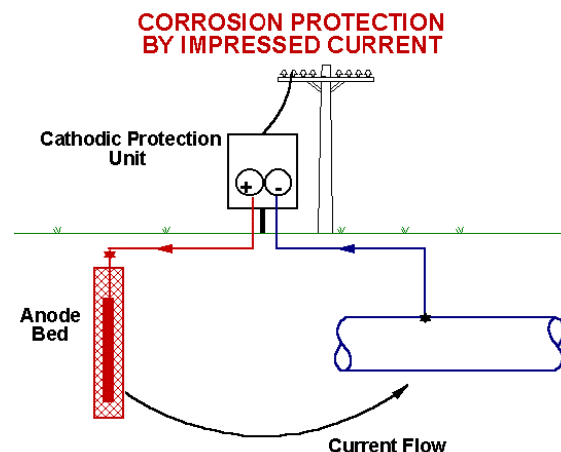 CORROSION PROTECTION
BY IMPRESSED CURRENT
Cathodic Protection
Unit
+ -
Anode
Bed
Current Flow